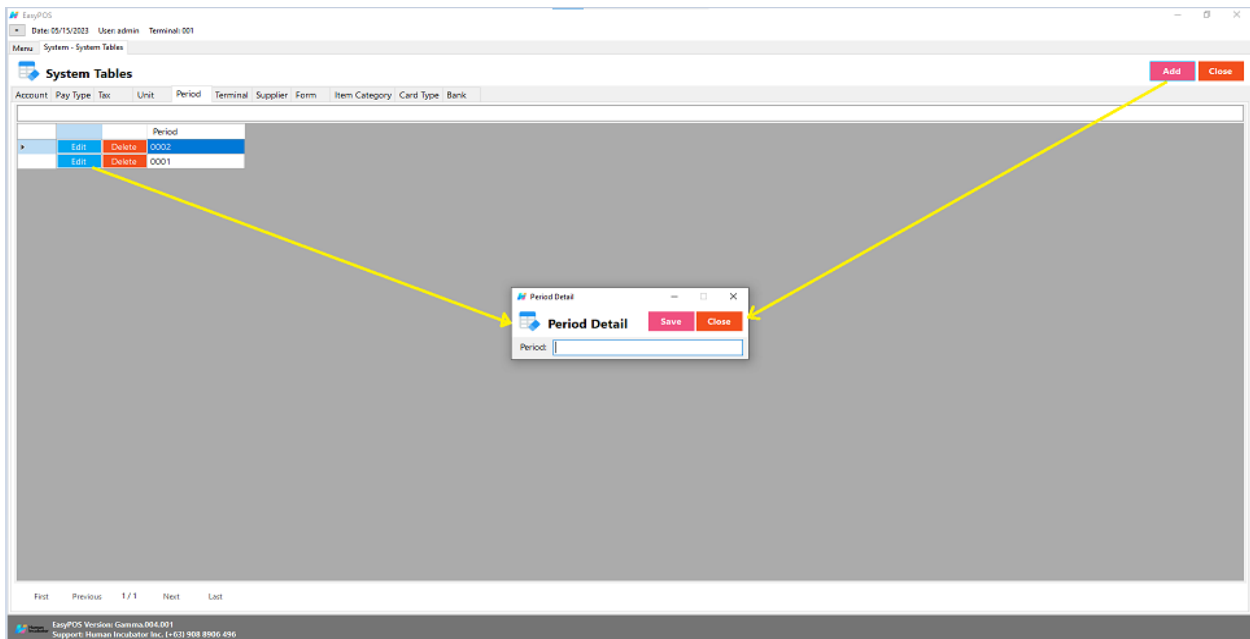 EasyPOS
Date: 05/15/2023 User: admin Terminal: 001
Menu System - System Tables
System Tables
Add Close
Account Pay Type Tax Unit Period Terminal Supplier Form Item Category Card Type Bank
Period
Edit Delete 0002
Edit Delete 0001
Period Detail
Period Detail Save Close
Period:
First Previous 1 / 1 Next Last
EasyPOS Version: Gamma.004.001
Support: Human Incubator Inc. (+63) 908 8906 496